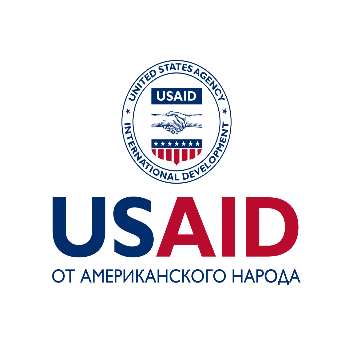 UNITED STATES AGENCY
USAID
INTERNATIONAL DEVELOPMENT
USAID
ОТ АМЕРИКАНСКОГО НАРОДА